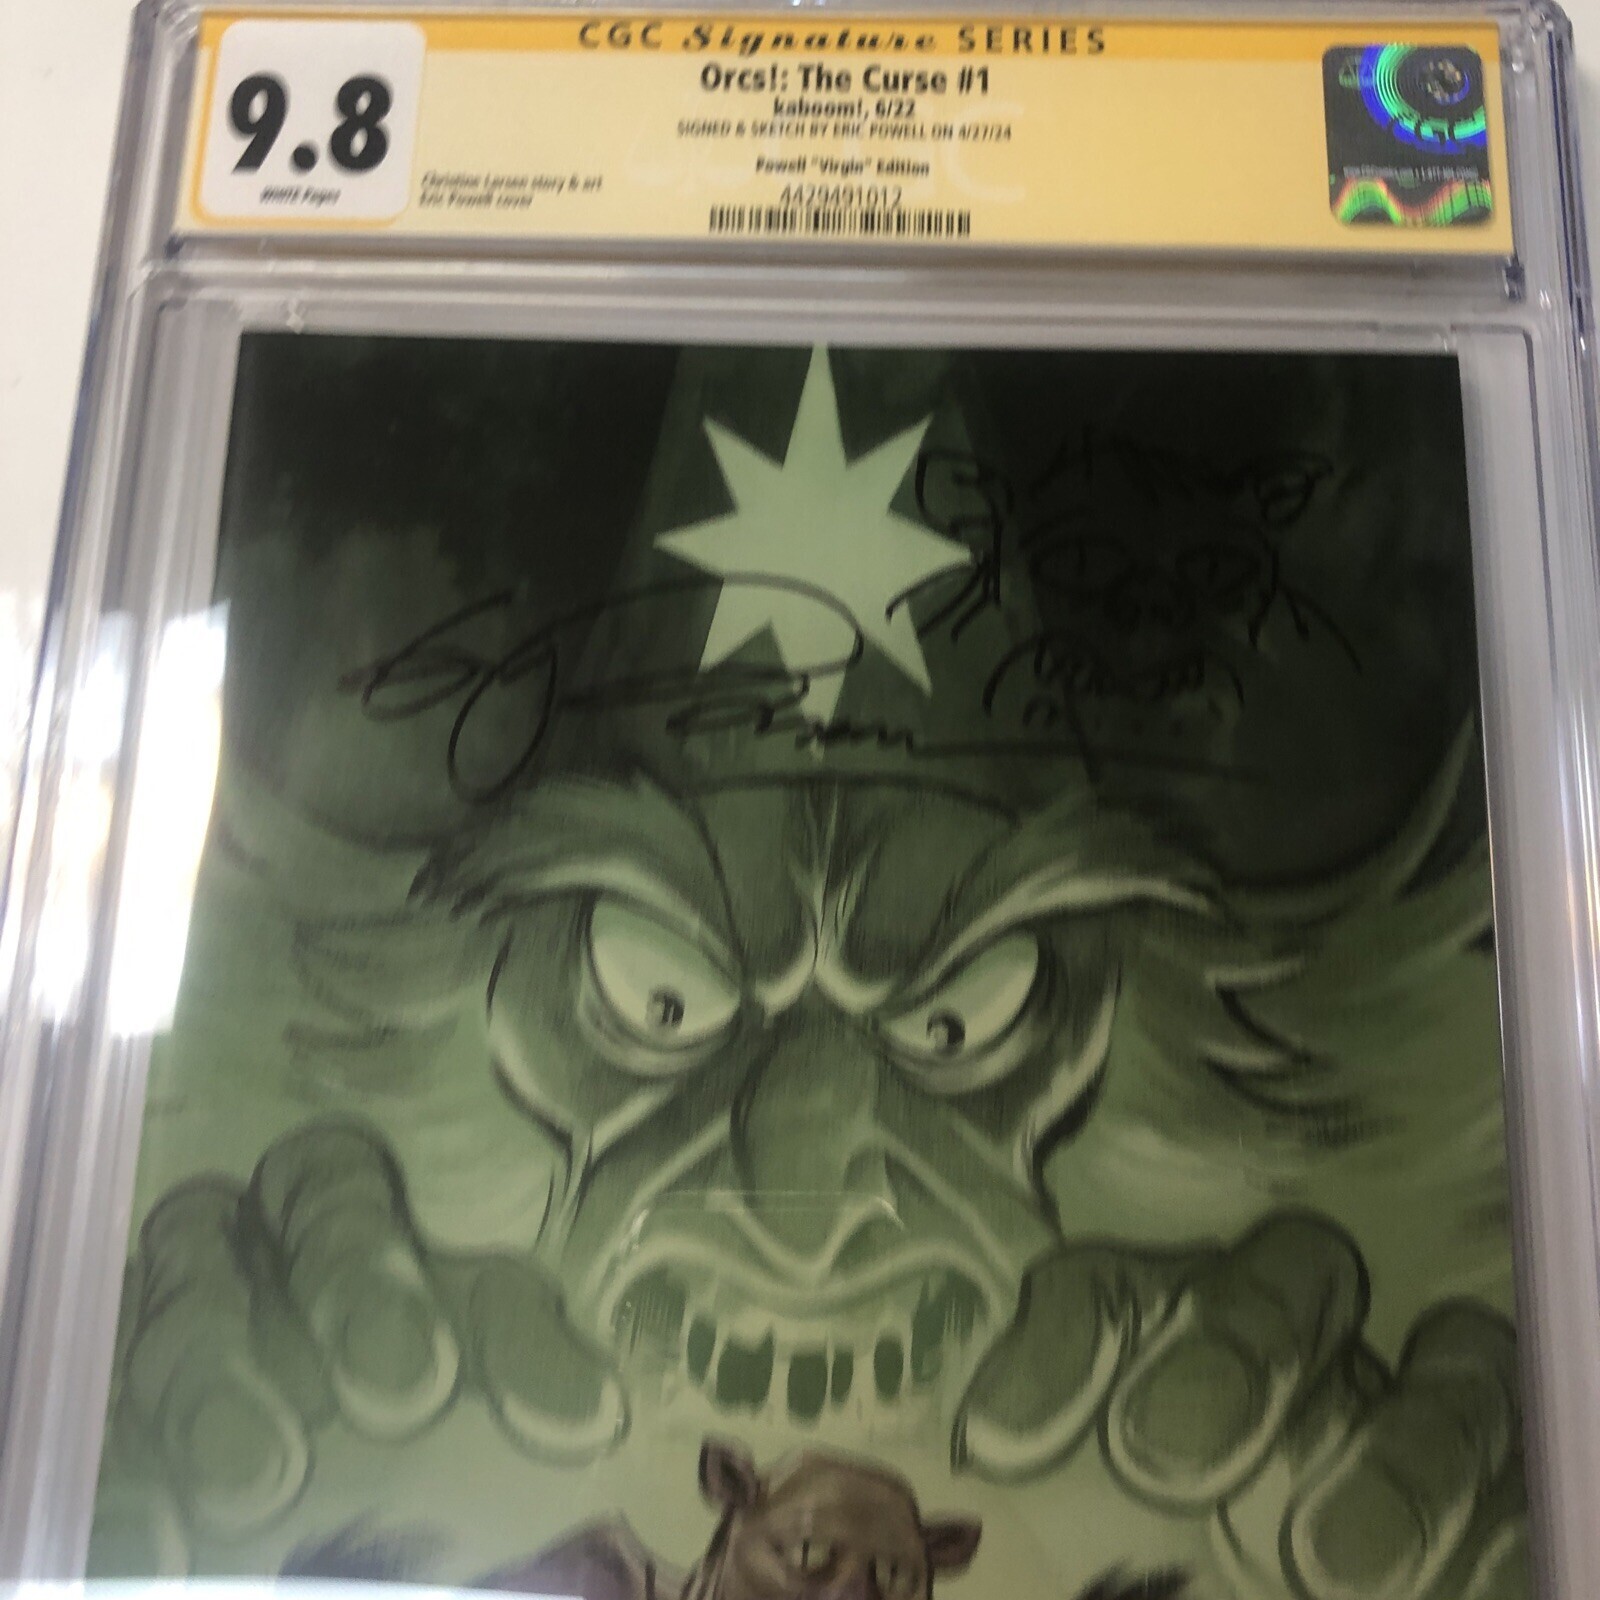 CGC Signature SERIES
9.8
WHITE Pages
Orcs!: The Curse #1
kaboom!, 6/22
SIGNED & SKETCH BY ERIC POWELL ON 4/27/24
Powell "Virgin" Edition
4429491012
Christine Larsen story & art
Eric Powell cover